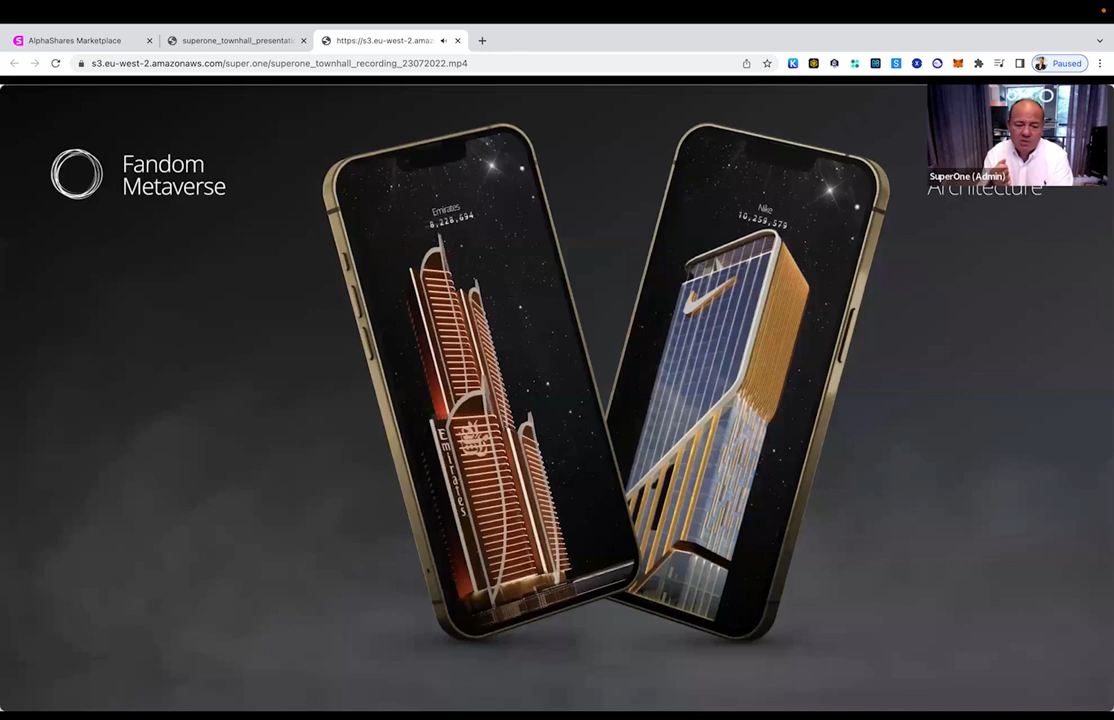 AlphaShares Marketplace
superone_townhall_presentati
https://s3.eu-west-2.amazonaws
s3.eu-west-2.amazonaws.com/super.one/superone_townhall_recording_23072022.mp4
Paused
Fandom
Metaverse
SuperOne (Admin)
Architecture
Emirates
8,228,694
Nike
10,259,579
Emirates